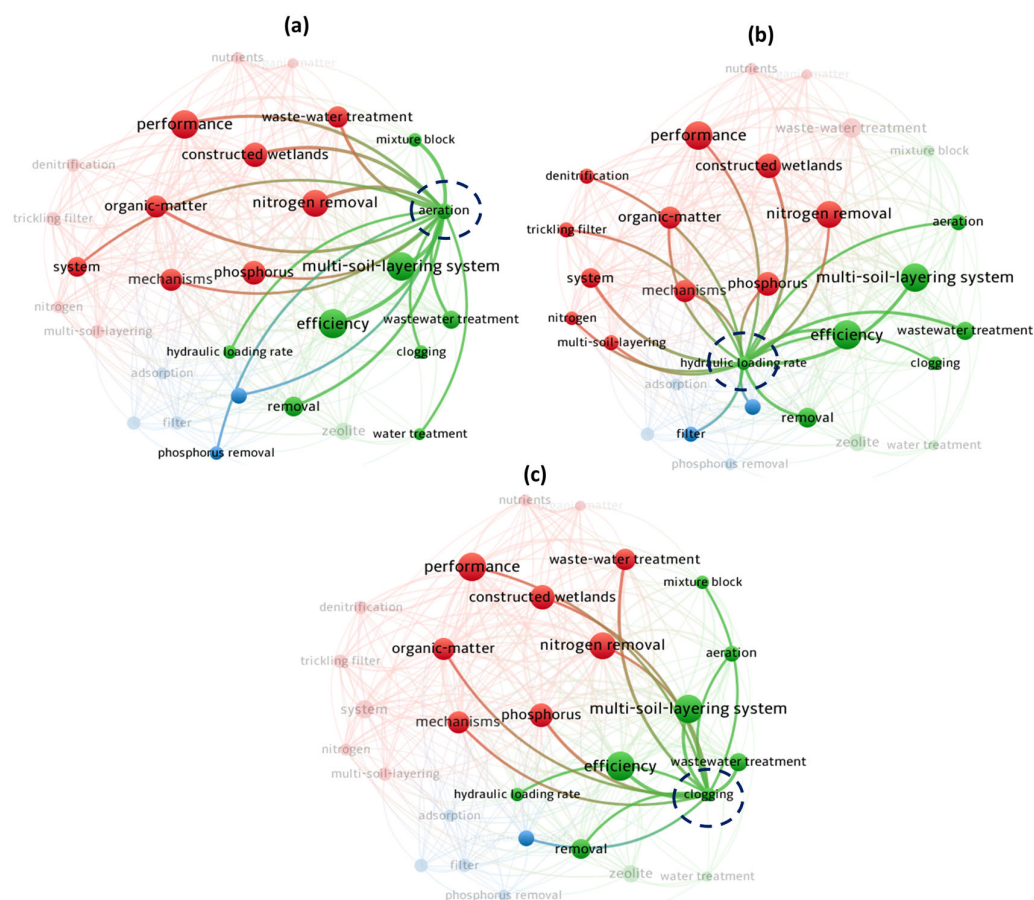 (a)
nutrients
organic matter
performance
waste-water treatment
mixture block
constructed wetlands
denitrification
organic-matter
nitrogen removal
aeration
trickling filter
system
mechanisms
phosphorus
multi-soil-layering system
nitrogen
efficiency
wastewater treatment
multi-soil-layering
hydraulic loading rate
clogging
adsorption
removal
filter
zeolite
water treatment
phosphorus removal
(b)
nutrients
organic matter
performance
waste-water treatment
mixture block
constructed wetlands
denitrification
organic-matter
nitrogen removal
aeration
trickling filter
system
mechanisms
phosphorus
multi-soil-layering system
nitrogen
efficiency
wastewater treatment
multi-soil-layering
hydraulic loading rate
clogging
adsorption
removal
filter
zeolite
water treatment
phosphorus removal
(c)
nutrients
organic matter
performance
waste-water treatment
mixture block
constructed wetlands
denitrification
organic-matter
nitrogen removal
aeration
trickling filter
system
mechanisms
phosphorus
multi-soil-layering system
nitrogen
efficiency
wastewater treatment
multi-soil-layering
hydraulic loading rate
clogging
adsorption
removal
filter
zeolite
water treatment
phosphorus removal